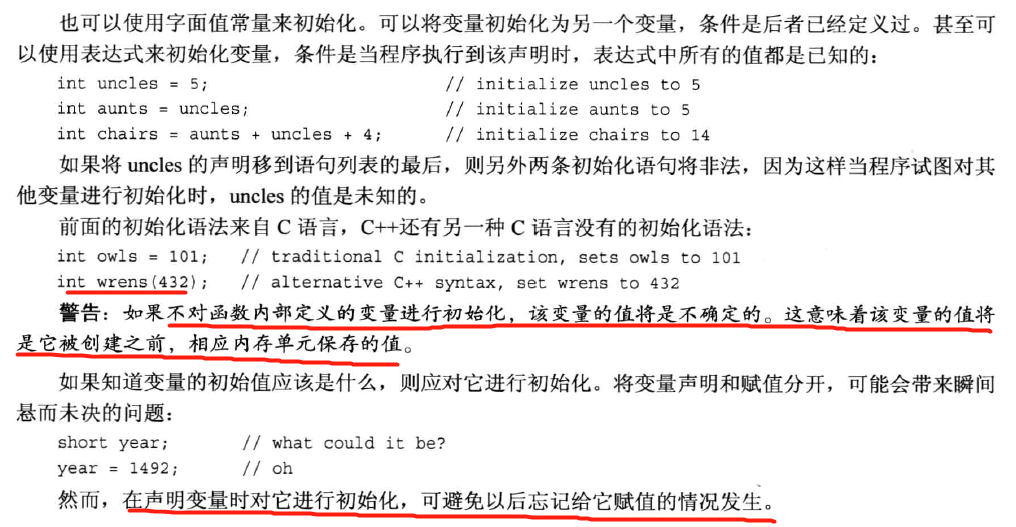 也可以使用字面值常量来初始化。可以将变量初始化为另一个变量，条件是后者已经定义过。甚至可
以使用表达式来初始化变量，条件是当程序执行到该声明时，表达式中所有的值都是已知的：
int uncles = 5; // initialize uncles to 5
int aunts = uncles; // initialize aunts to 5
int chairs = aunts + uncles + 4; // initialize chairs to 14
如果将 uncles 的声明移到语句列表的最后，则另外两条初始化语句将非法，因为这样当程序试图对其
他变量进行初始化时，uncles 的值是未知的。
前面的初始化语法来自 C 语言，C++还有另一种 C 语言没有的初始化语法：
int owls = 101; // traditional C initialization, sets owls to 101
int wrens(432); // alternative C++ syntax, set wrens to 432
警告：如果不对函数内部定义的变量进行初始化，该变量的值将是不确定的。这意味着该变量的值将
是它被创建之前，相应内存单元保存的值。
如果知道变量的初始值应该是什么，则应对它进行初始化。将变量声明和赋值分开，可能会带来瞬间
悬而未决的问题：
short year; // what could it be?
year = 1492; // oh
然而，在声明变量时对它进行初始化，可避免以后忘记给它赋值的情况发生。